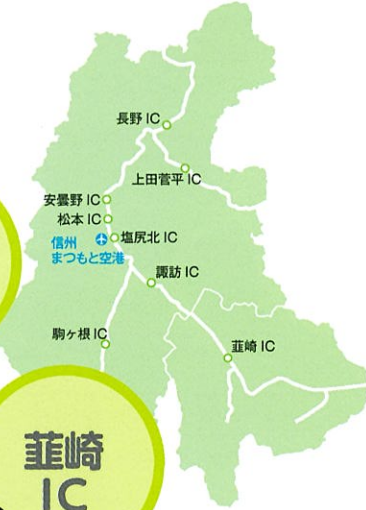 長野 IC
上田菅平 IC
安曇野 IC
松本 IC
塩尻北 IC
信州
まつもと空港
諏訪 IC
駒ヶ根 IC
韮崎 IC
韮崎
IC